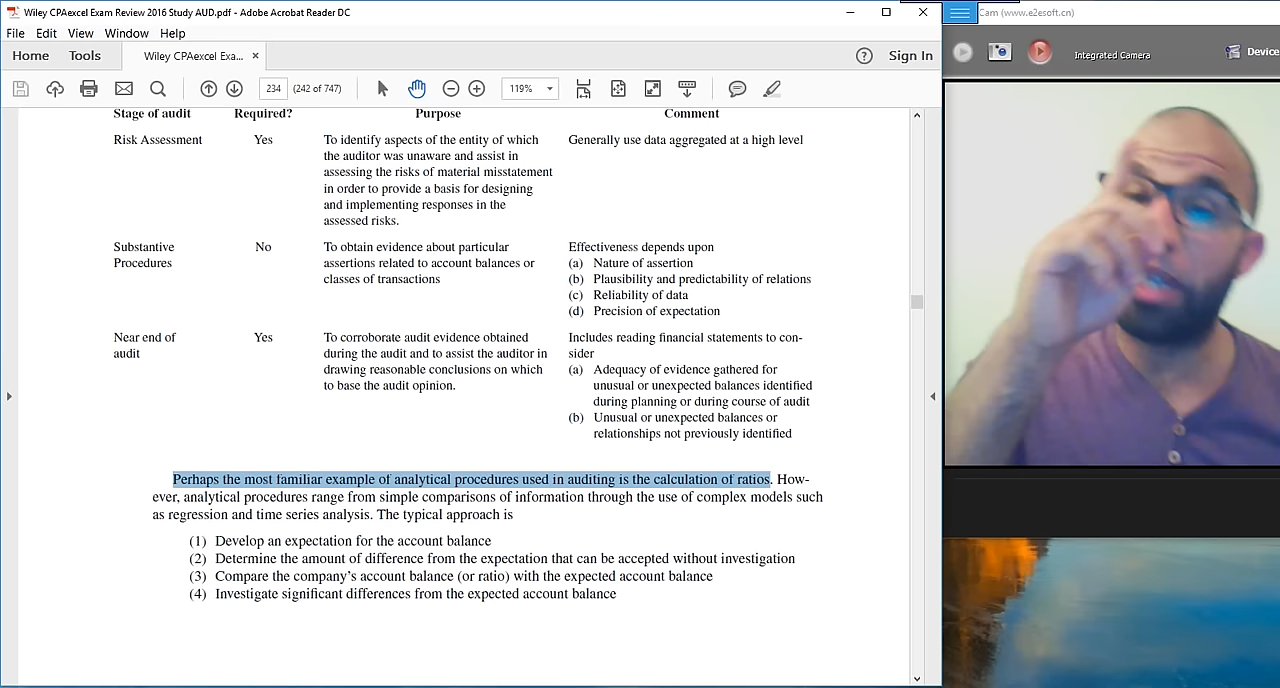 Wiley CPAexcel Exam Review 2016 Study AUD.pdf - Adobe Acrobat Reader DC
Cam (www.e2esoft.cn)
File Edit View Window Help
Home Tools Wiley CPAexcel Exa... × Sign In
Integrated Camera Device
234 (242 of 747) 119%
Stage of audit Required? Purpose Comment
Risk Assessment Yes To identify aspects of the entity of which Generally use data aggregated at a high level
the auditor was unaware and assist in
assessing the risks of material misstatement
in order to provide a basis for designing
and implementing responses in the
assessed risks.
Substantive No To obtain evidence about particular Effectiveness depends upon
Procedures assertions related to account balances or (a) Nature of assertion
classes of transactions (b) Plausibility and predictability of relations
(c) Reliability of data
(d) Precision of expectation
Near end of Yes To corroborate audit evidence obtained Includes reading financial statements to con-
audit during the audit and to assist the auditor in sider
drawing reasonable conclusions on which (a) Adequacy of evidence gathered for
to base the audit opinion. unusual or unexpected balances identified
during planning or during course of audit
(b) Unusual or unexpected balances or
relationships not previously identified
Perhaps the most familiar example of analytical procedures used in auditing is the calculation of ratios. How-
ever, analytical procedures range from simple comparisons of information through the use of complex models such
as regression and time series analysis. The typical approach is
(1) Develop an expectation for the account balance
(2) Determine the amount of difference from the expectation that can be accepted without investigation
(3) Compare the company's account balance (or ratio) with the expected account balance
(4) Investigate significant differences from the expected account balance